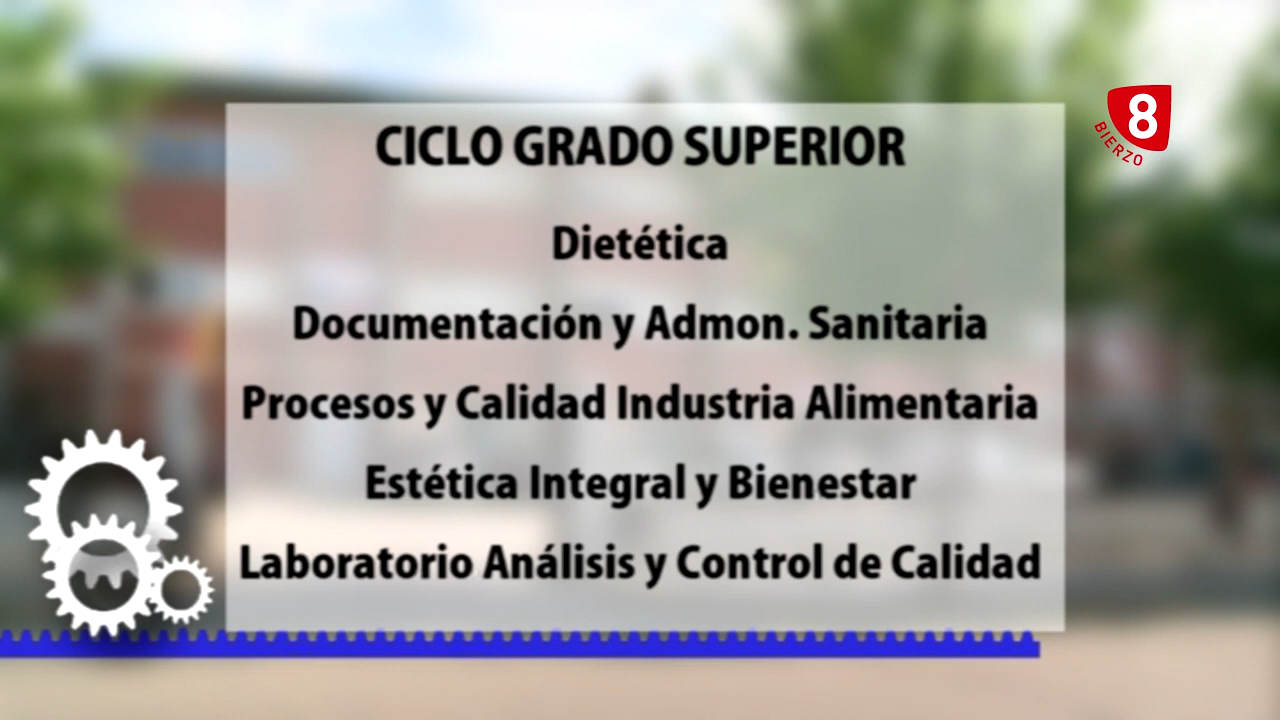 8
BIERZO
CICLO GRADO SUPERIOR
Dietética
Documentación y Admon. Sanitaria
Procesos y Calidad Industria Alimentaria
Estética Integral y Bienestar
Laboratorio Análisis y Control de Calidad